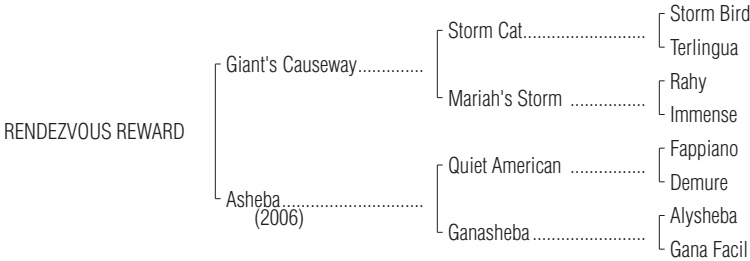 Storm Bird
Storm Cat.........................
Terlingua
Giant's Causeway..............
Rahy
Mariah's Storm ................
Immense
RENDEZVOUS REWARD
Fappiano
Quiet American ................
Demure
Asheba..............................
(2006)
Alysheba
Ganasheba........................
Gana Facil